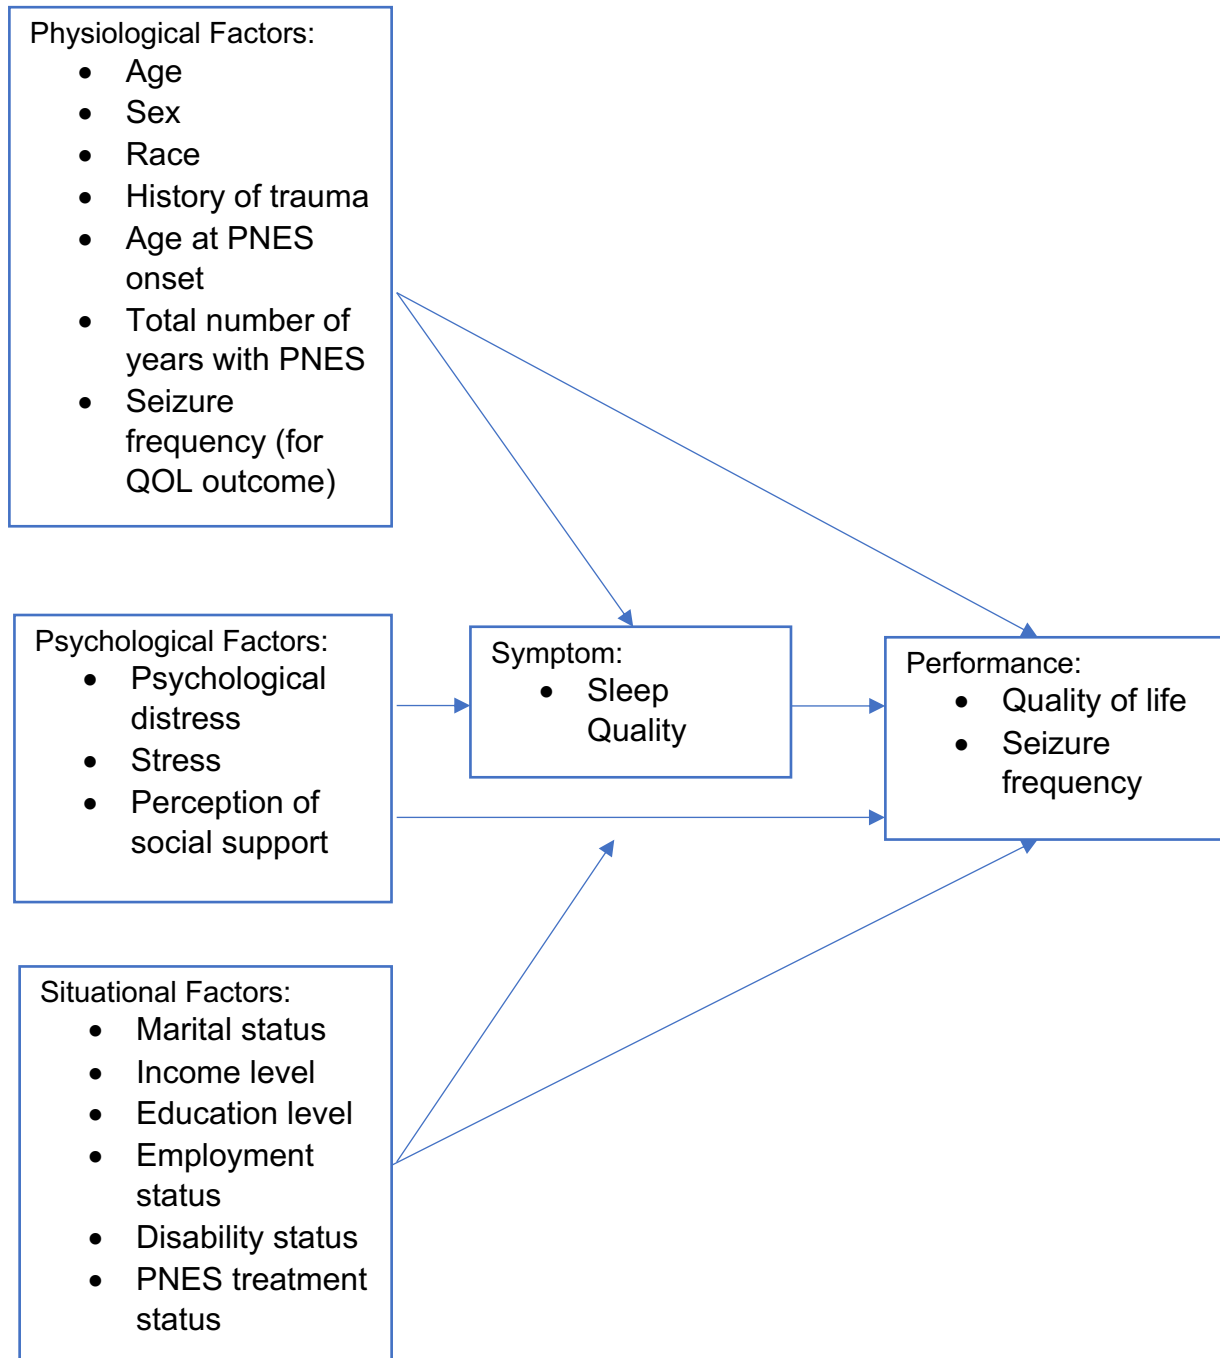 Physiological Factors:
• Age
• Sex
• Race
• History of trauma
• Age at PNES
onset
• Total number of
years with PNES
• Seizure
frequency (for
QOL outcome)
Psychological Factors:
• Psychological
distress
• Stress
• Perception of
social support
Symptom:
• Sleep
Quality
Performance:
• Quality of life
• Seizure
frequency
Situational Factors:
• Marital status
• Income level
• Education level
• Employment
status
• Disability status
• PNES treatment
status